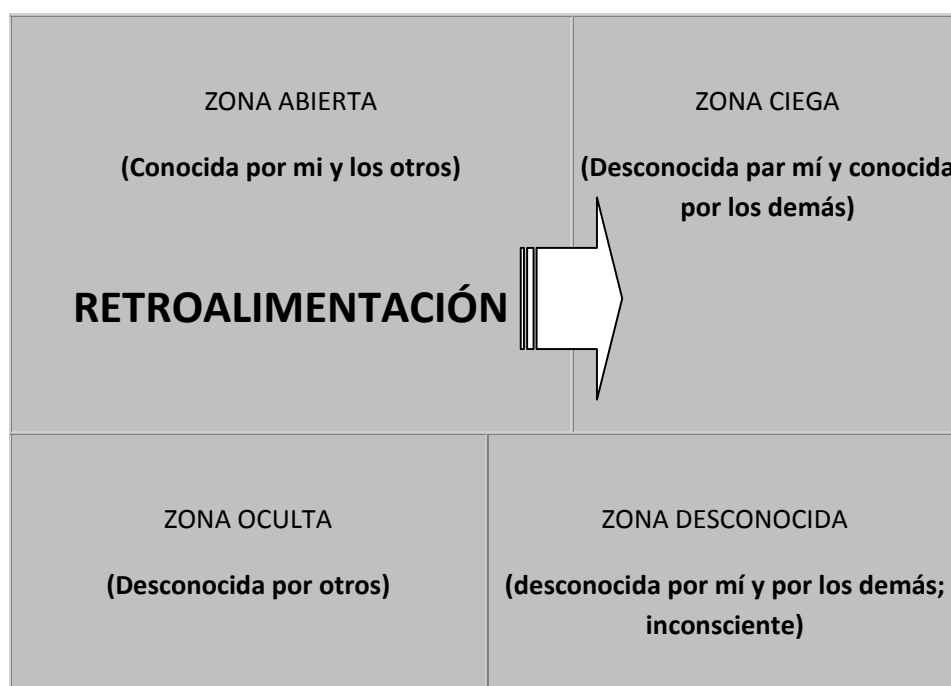 ZONA ABIERTA
(Conocida por mi y los otros)
RETROALIMENTACIÓN
ZONA CIEGA
(Desconocida par mí y conocida
por los demás)
ZONA OCULTA
(Desconocida por otros)
ZONA DESCONOCIDA
(desconocida por mí y por los demás;
inconsciente)